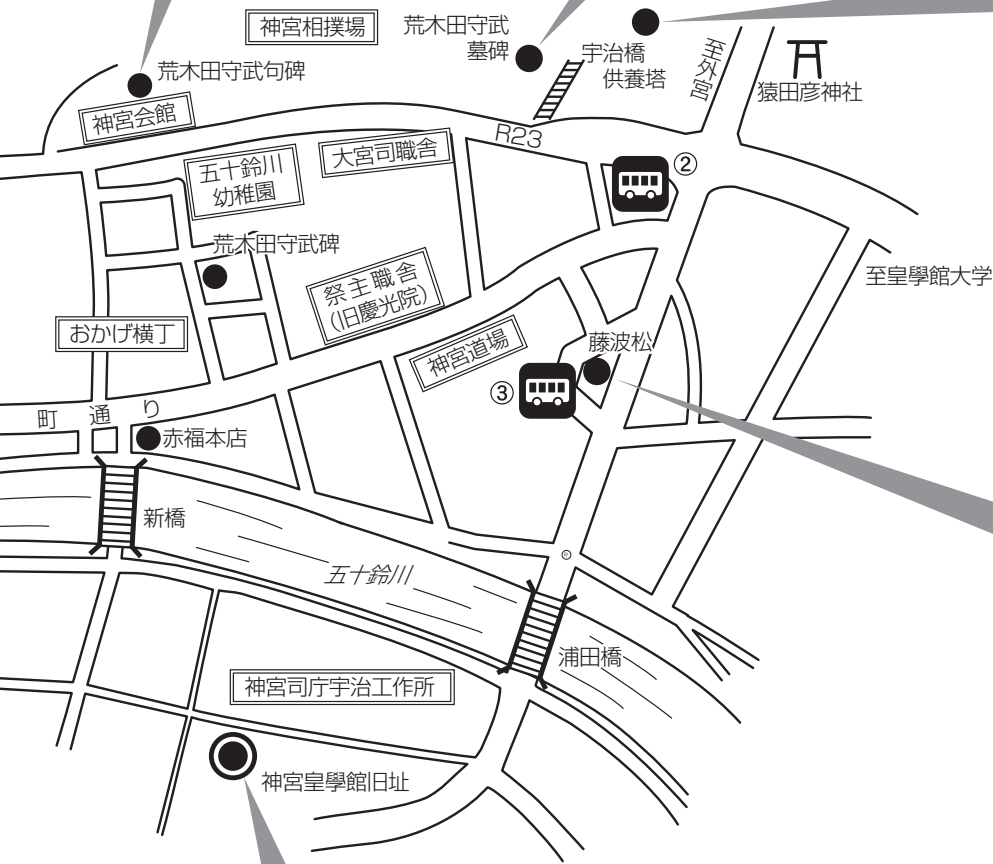 神宮相撲場
荒木田守武
墓碑
宇治橋
供養塔
至外宮
猿田彦神社
荒木田守武句碑
神宮会館
R23
大宮司職舎
五十鈴川
幼稚園
②
荒木田守武碑
至皇學館大学
祭主職舎
(旧慶光院)
おかげ横丁
神宮道場
藤波松
③
町通り
赤福本店
新橋
五十鈴川
浦田橋
神宮司庁宇治工作所
神宮皇學館旧址